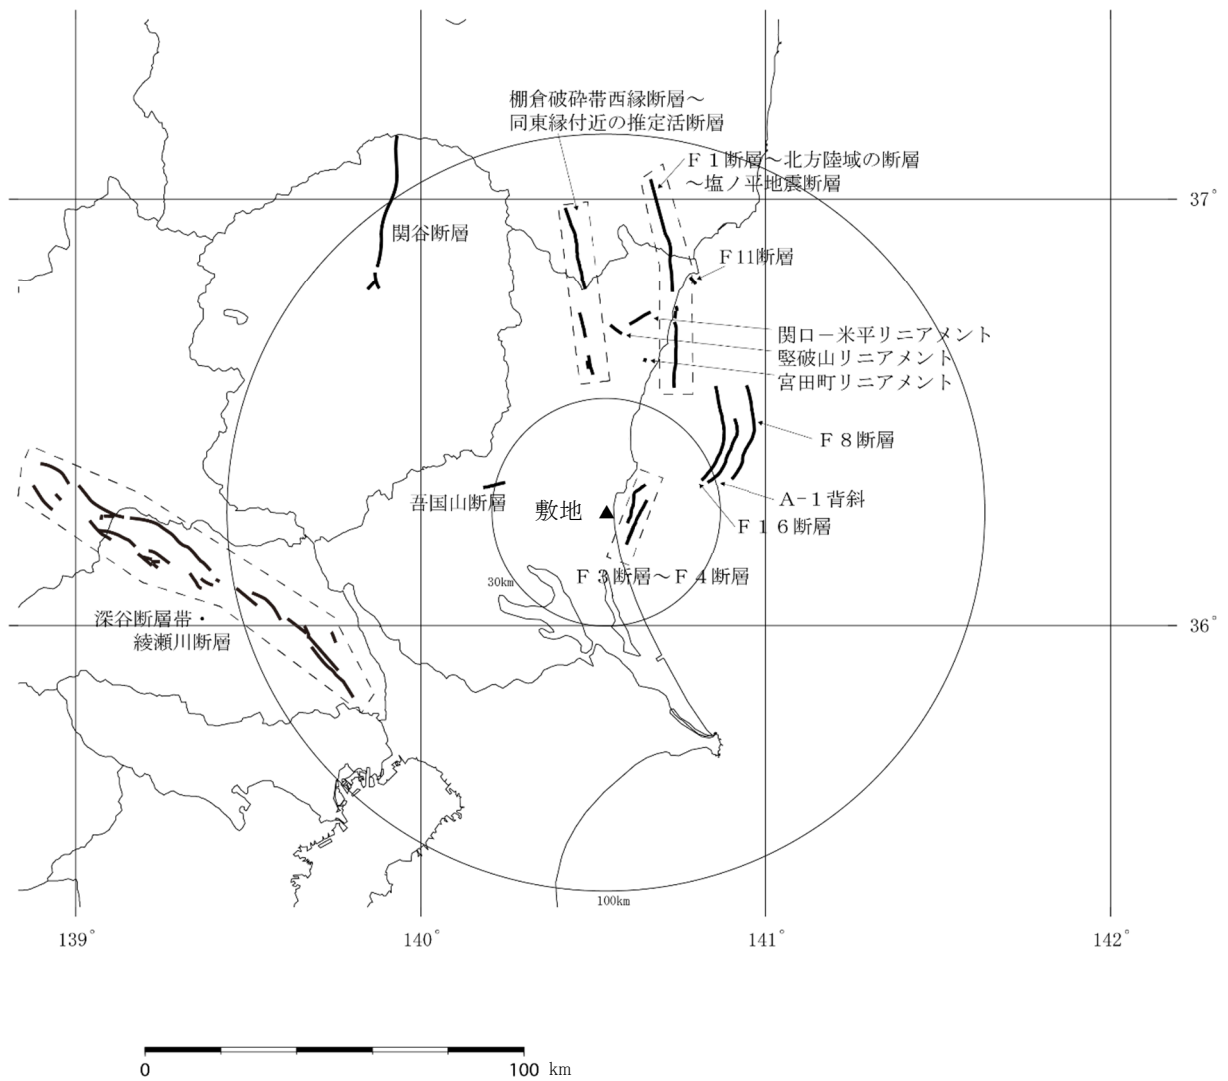 棚倉破砕帯西縁断層～
同東縁付近の推定活断層
F1断層～北方陸域の断層
～塩ノ平地震断層
37°
関谷断層
F11断層
関口－米平リニアメント
竪破山リニアメント
宮田町リニアメント
F8断層
吾国山断層
敷地
A-1背斜
F16断層
F3断層～F4断層
30km
深谷断層帯・
綾瀬川断層
36°
100km
139°
140°
141°
142°
0
100 km